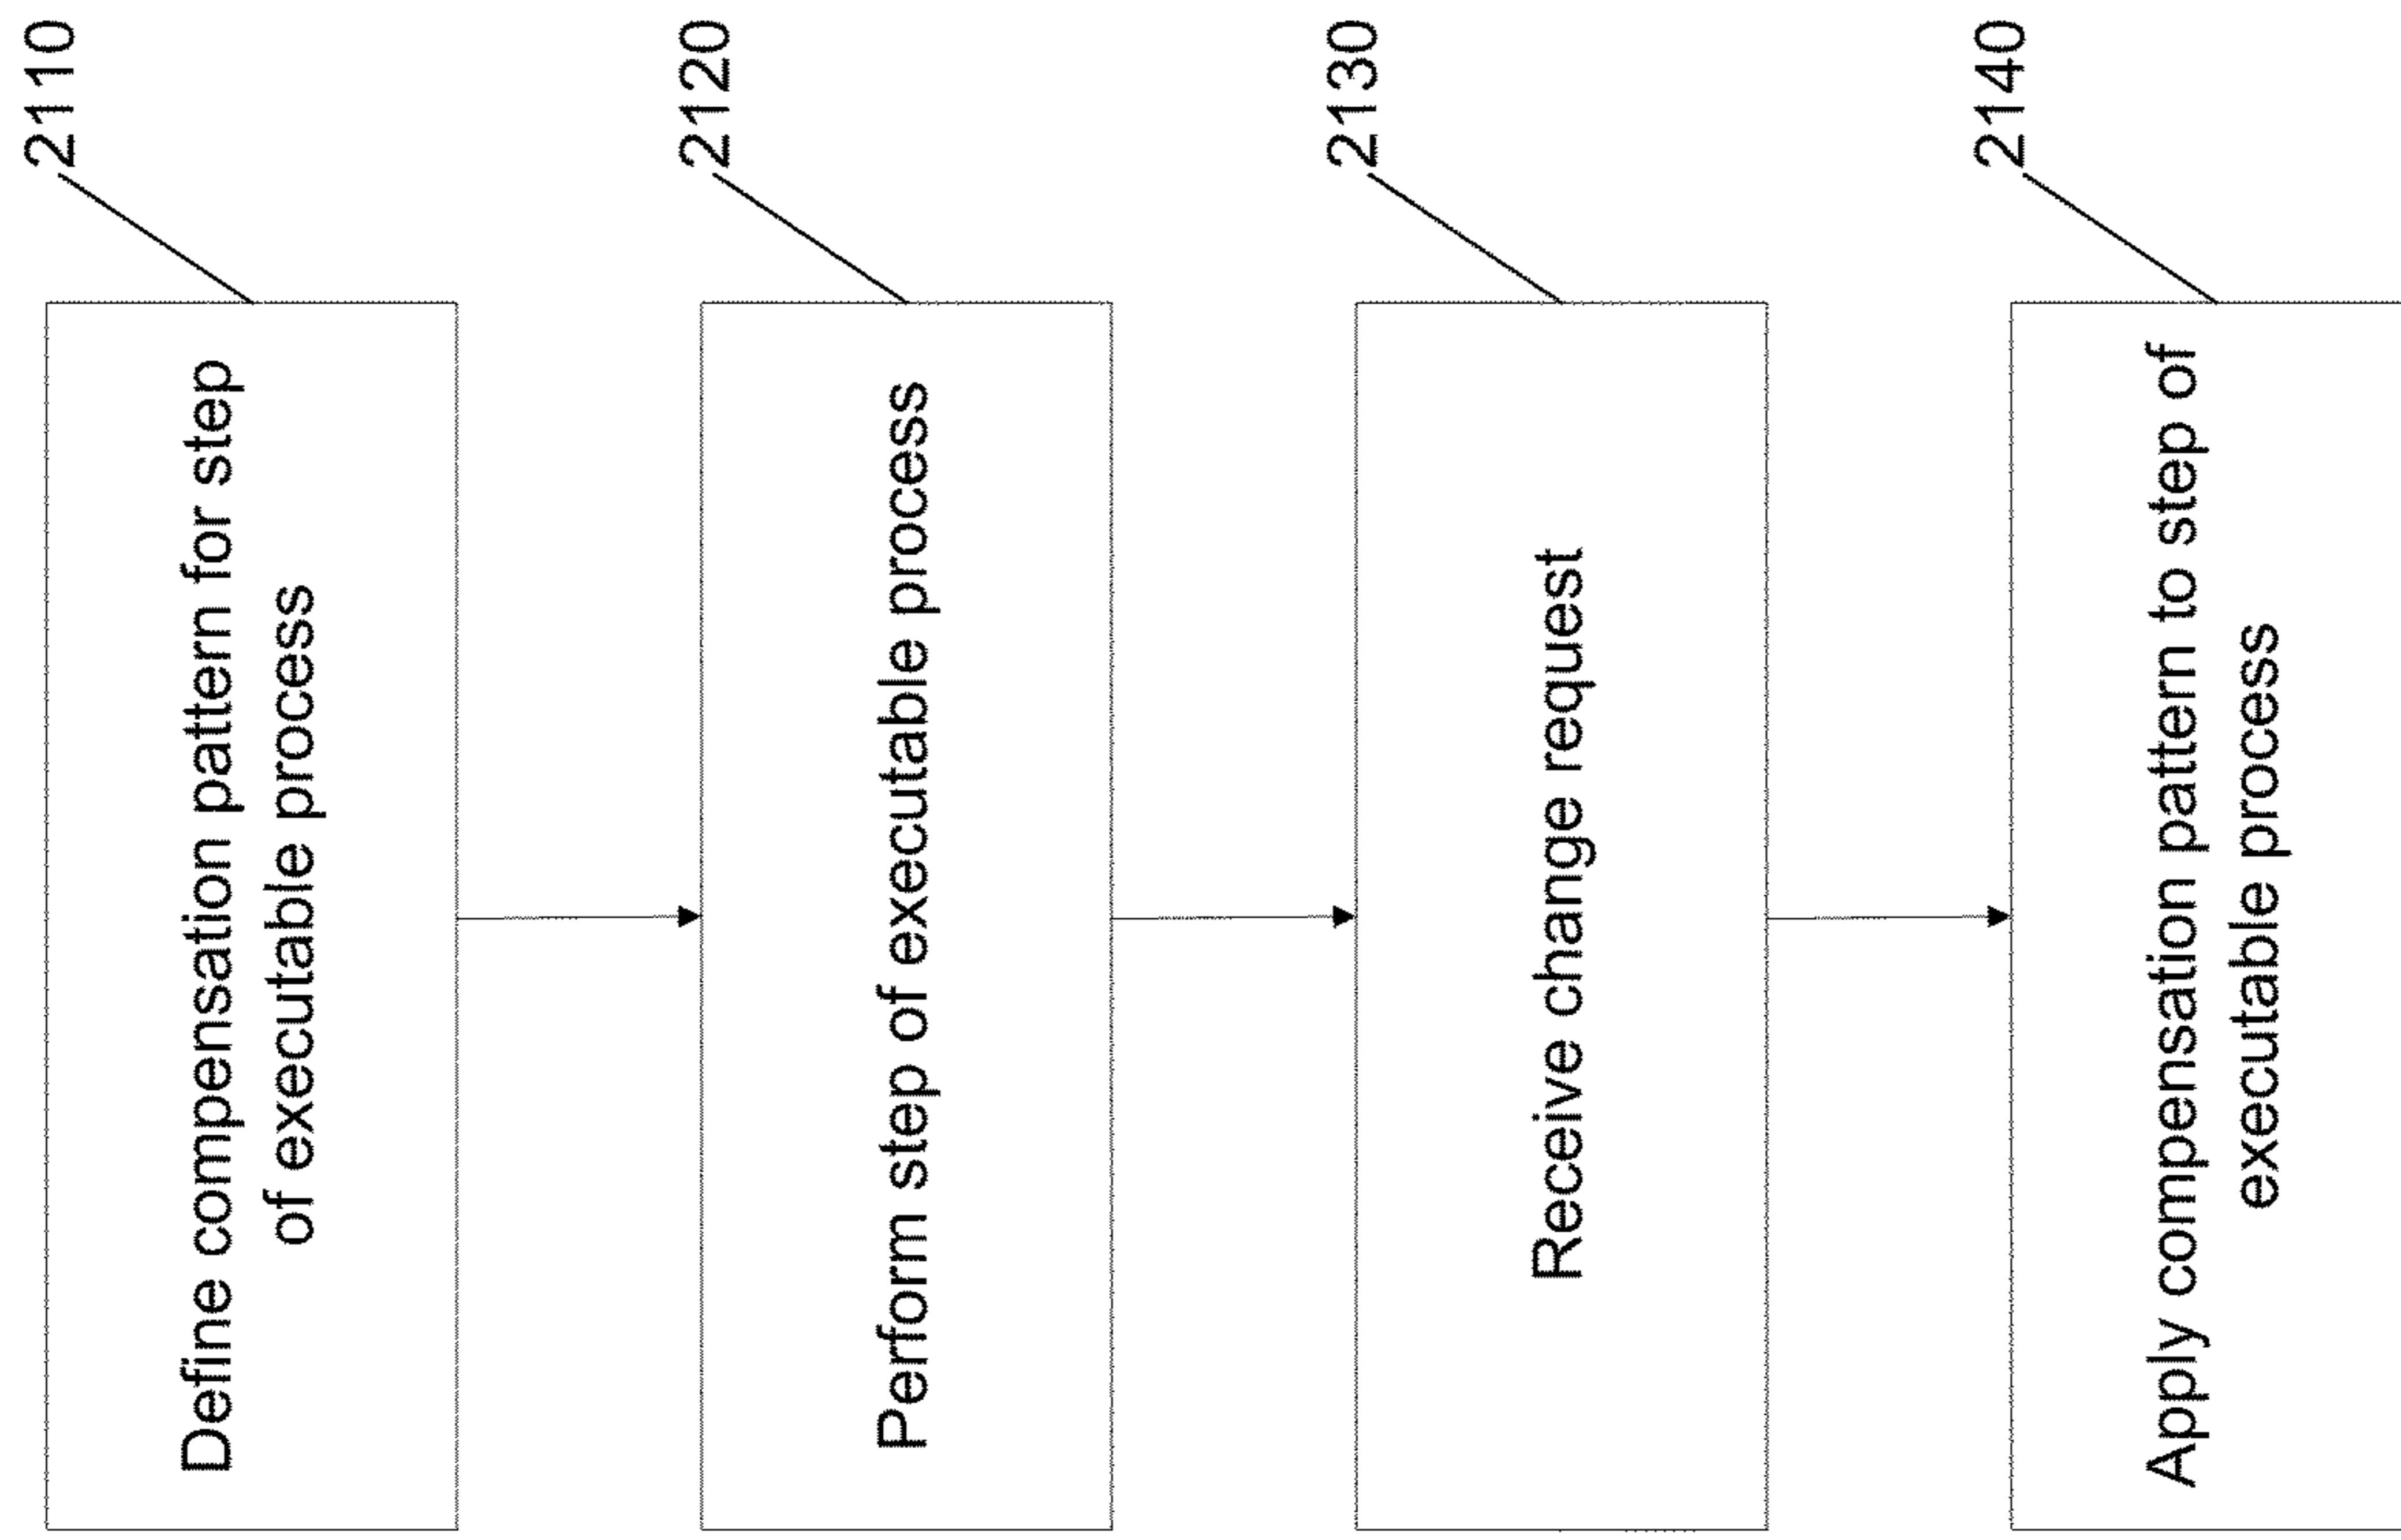 2110
Define compensation pattern for step
of executable process
2120
Perform step of executable process
2130
Receive change request
2140
Apply compensation pattern to step of
executable process